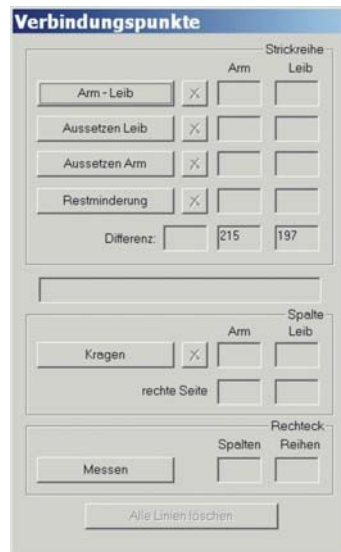 Verbindungspunkte
Strickreihe
Arm Leib
Arm - Leib X
Aussetzen Leib X
Aussetzen Arm X
Restminderung X
Differenz: 215 197
Spalte
Arm Leib
Kragen X
rechte Seite
Rechteck
Spalten Reihen
Messen
Alle Linien löschen